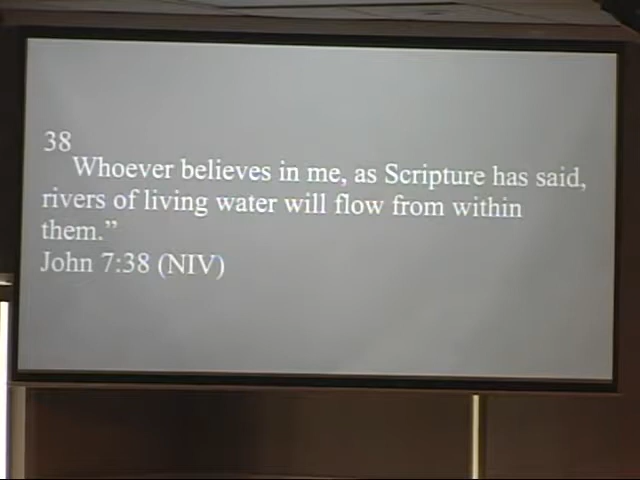 38
Whoever believes in me, as Scripture has said,
rivers of living water will flow from within
them.”
John 7:38 (NIV)